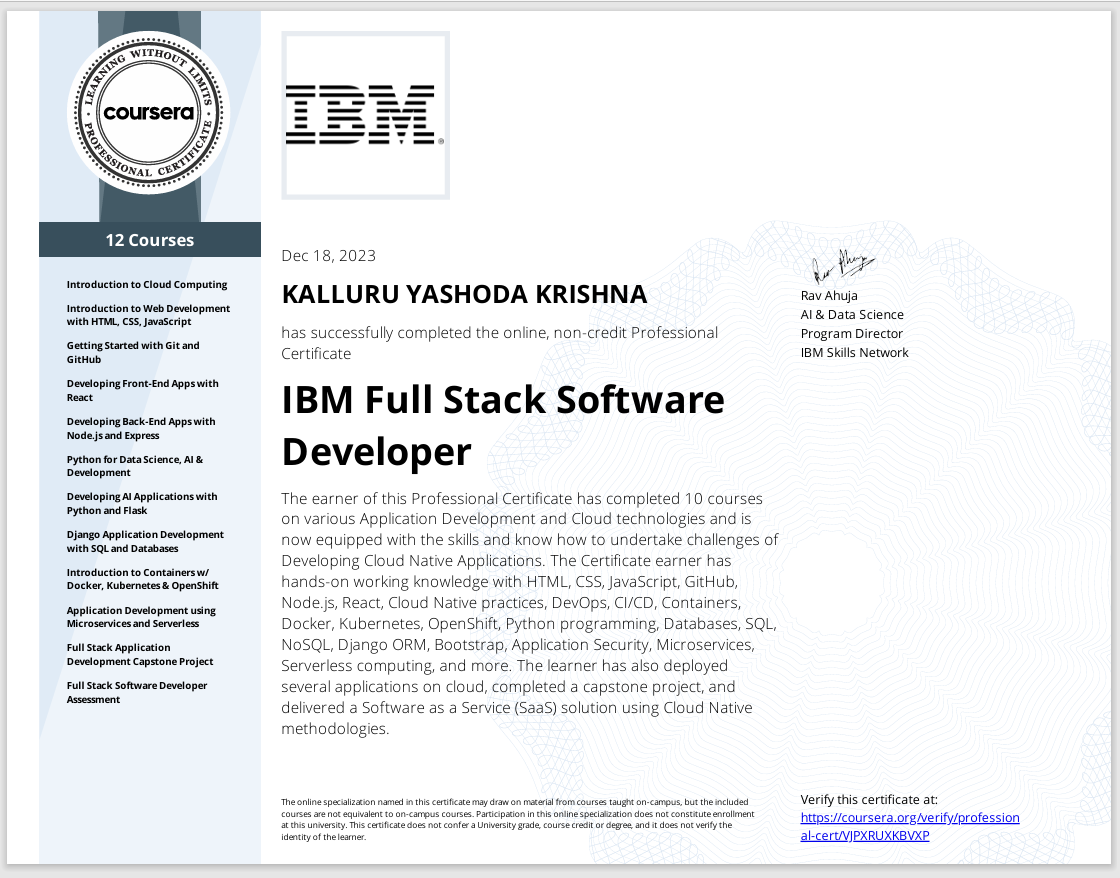 LEARNING WITHOUT LIMITS
coursera
PROFESSIONAL CERTIFICATE
12 Courses
Introduction to Cloud Computing
Introduction to Web Development
with HTML, CSS, JavaScript
Getting Started with Git and
GitHub
Developing Front-End Apps with
React
Developing Back-End Apps with
Node.js and Express
Python for Data Science, AI &
Development
Developing AI Applications with
Python and Flask
Django Application Development
with SQL and Databases
Introduction to Containers w/
Docker, Kubernetes & OpenShift
Application Development using
Microservices and Serverless
Full Stack Application
Development Capstone Project
Full Stack Software Developer
Assessment
IBM®
Dec 18, 2023
KALLURU YASHODA KRISHNA
has successfully completed the online, non-credit Professional
Certificate
IBM Full Stack Software
Developer
The earner of this Professional Certificate has completed 10 courses
on various Application Development and Cloud technologies and is
now equipped with the skills and know how to undertake challenges of
Developing Cloud Native Applications. The Certificate earner has
hands-on working knowledge with HTML, CSS, JavaScript, GitHub,
Node.js, React, Cloud Native practices, DevOps, CI/CD, Containers,
Docker, Kubernetes, OpenShift, Python programming, Databases, SQL,
NoSQL, Django ORM, Bootstrap, Application Security, Microservices,
Serverless computing, and more. The learner has also deployed
several applications on cloud, completed a capstone project, and
delivered a Software as a Service (SaaS) solution using Cloud Native
methodologies.
The online specialization named in this certificate may draw on material from courses taught on-campus, but the included
courses are not equivalent to on-campus courses. Participation in this online specialization does not constitute enrollment
at this university. This certificate does not confer a University grade, course credit or degree, and it does not verify the
identity of the learner.
Rav Ahuja
Rav Ahuja
AI & Data Science
Program Director
IBM Skills Network
Verify this certificate at:
https://coursera.org/verify/profession
al-cert/VJPXRUXKBVXP